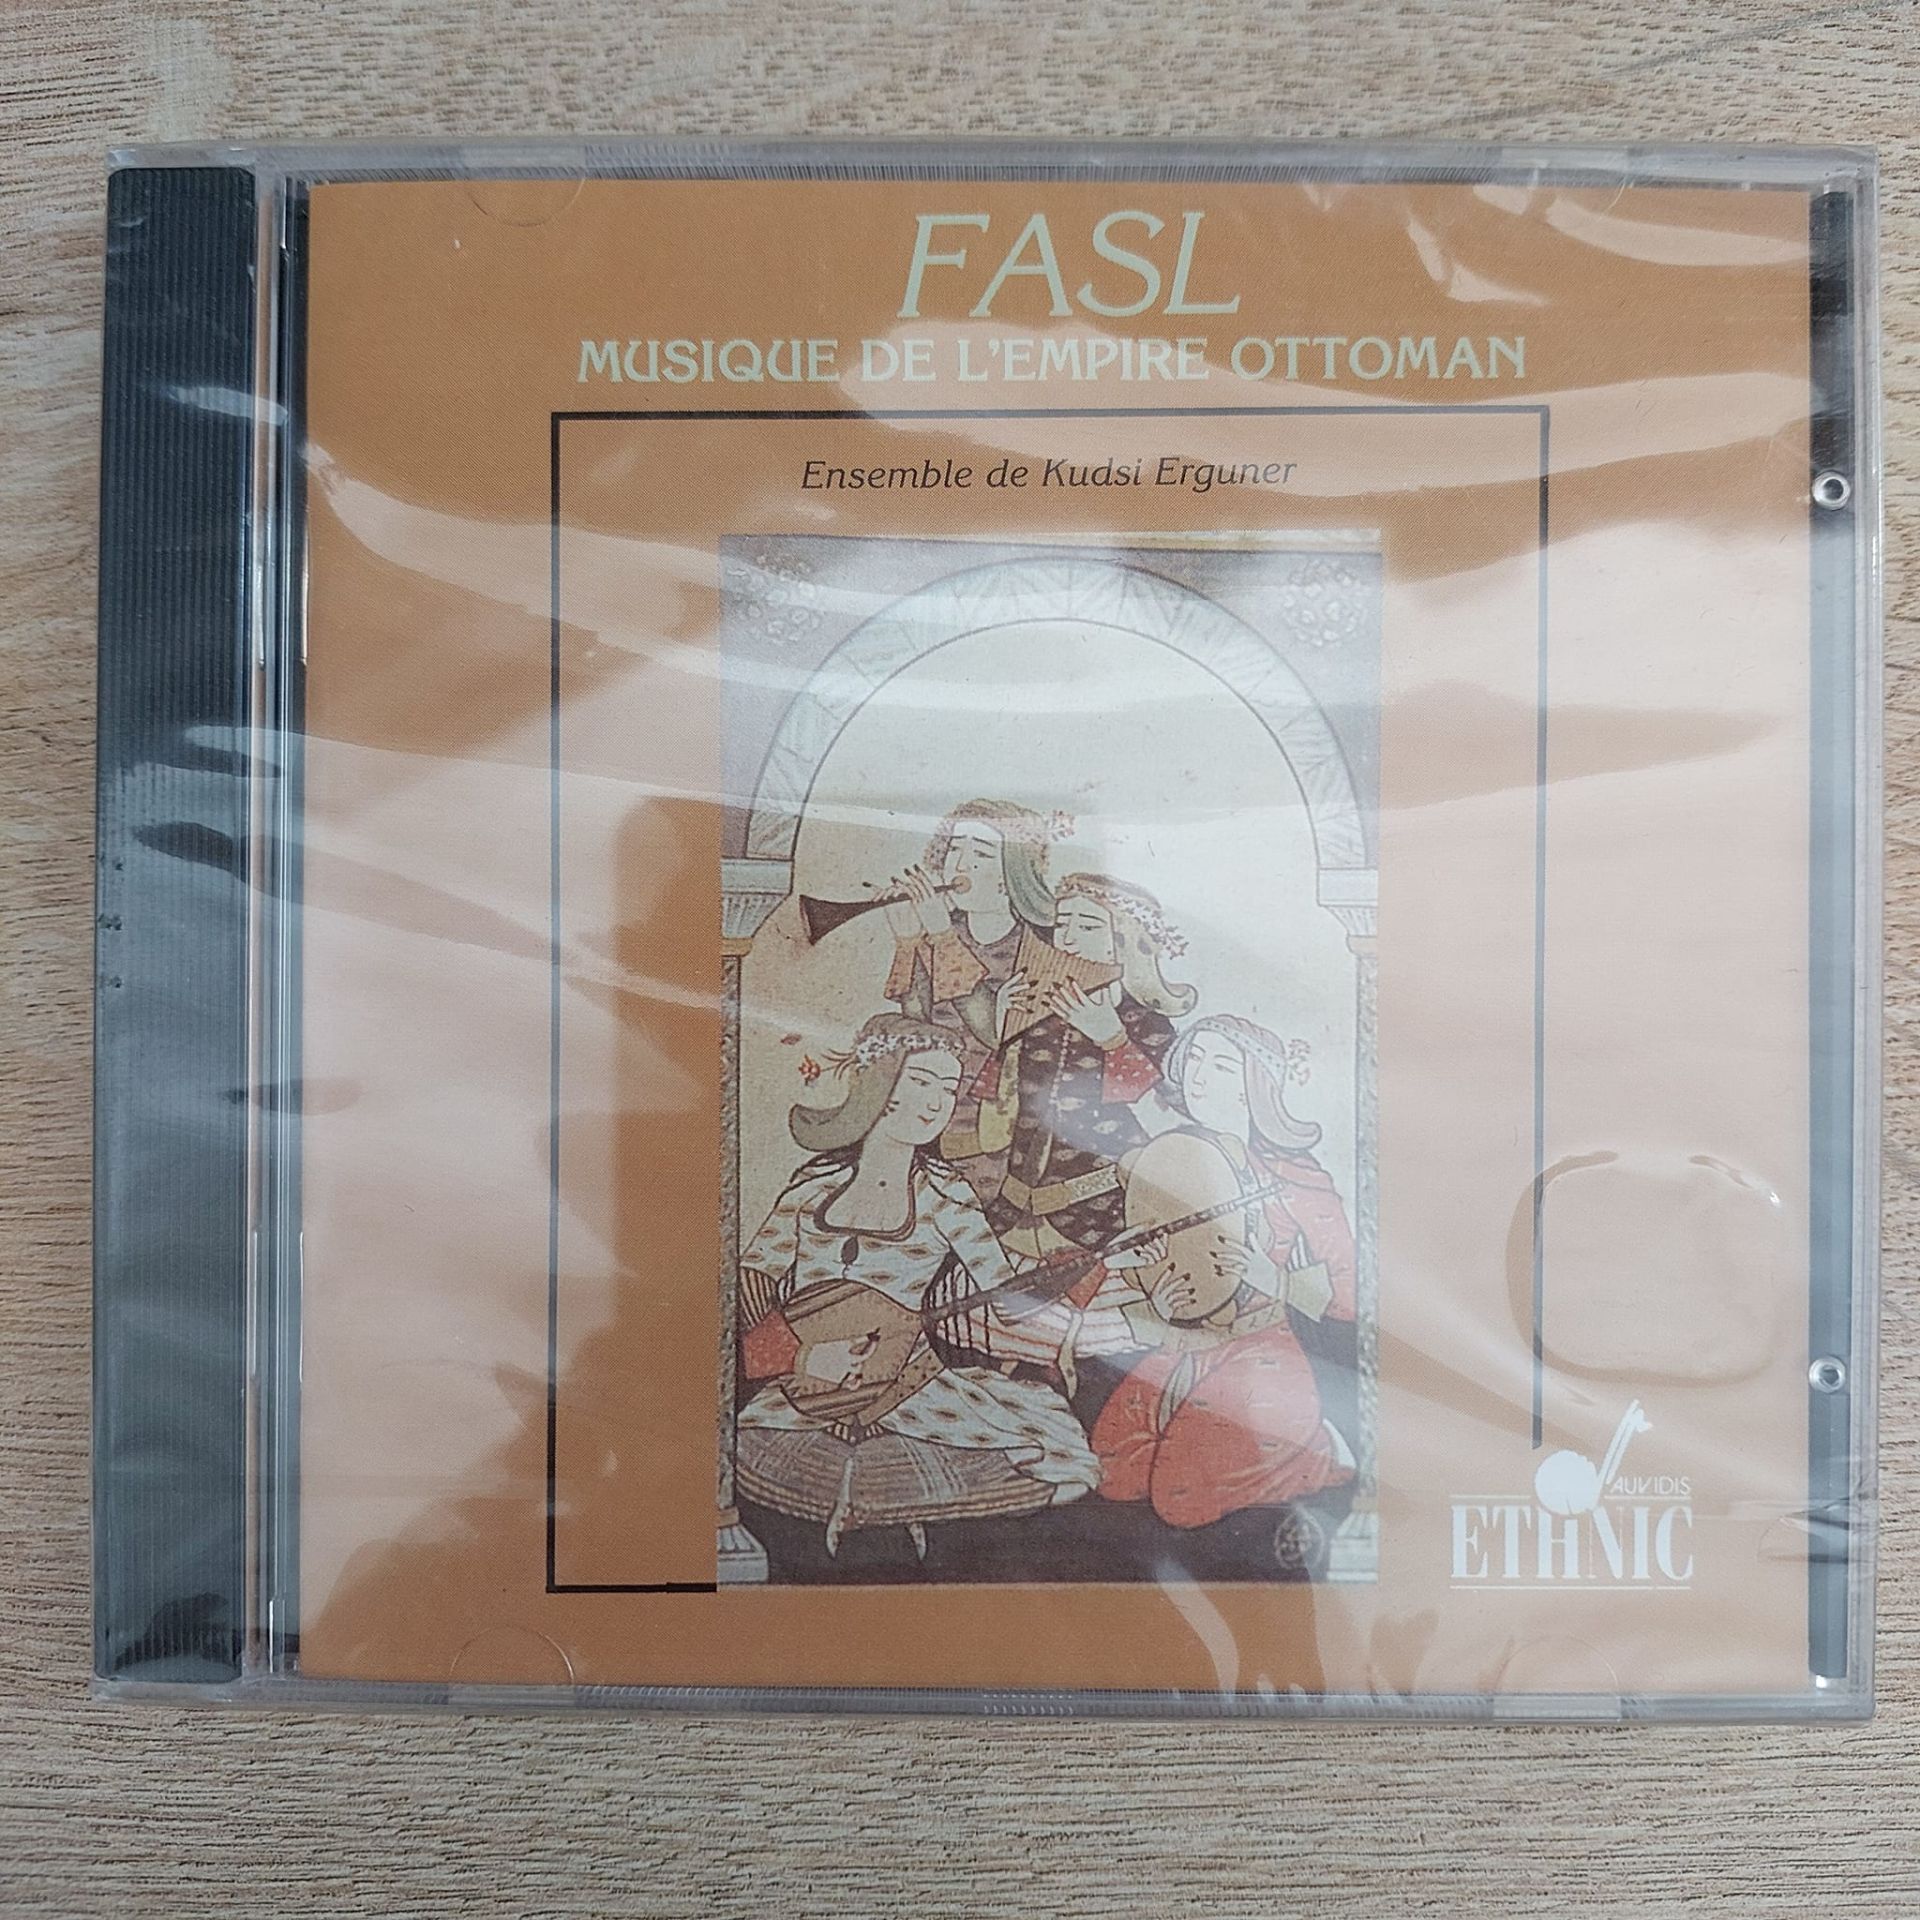 FASL
MUSIQUE DE L'EMPIRE OTTOMAN
Ensemble de Kudsi Erguner
AUVIDIS
ETHNIC